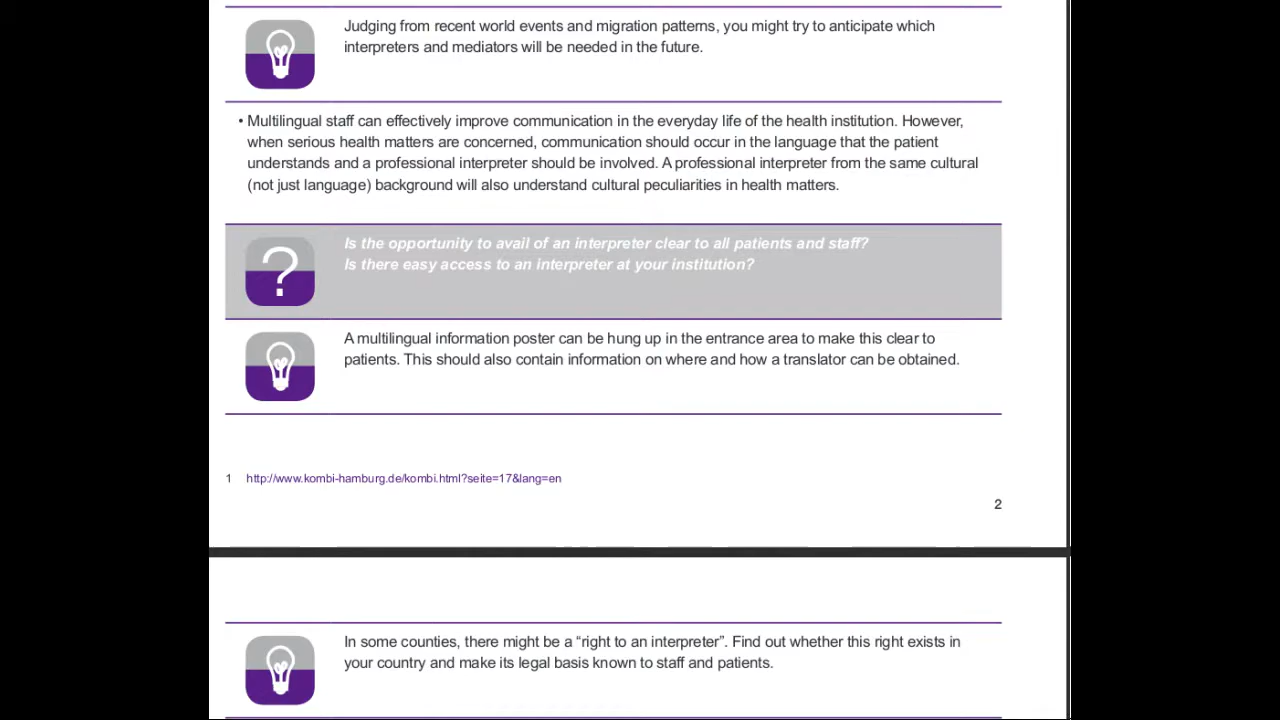 Judging from recent world events and migration patterns, you might try to anticipate which
interpreters and mediators will be needed in the future.
• Multilingual staff can effectively improve communication in the everyday life of the health institution. However,
when serious health matters are concerned, communication should occur in the language that the patient
understands and a professional interpreter should be involved. A professional interpreter from the same cultural
(not just language) background will also understand cultural peculiarities in health matters.
?
Is the opportunity to avail of an interpreter clear to all patients and staff?
Is there easy access to an interpreter at your institution?
A multilingual information poster can be hung up in the entrance area to make this clear to
patients. This should also contain information on where and how a translator can be obtained.
1 http://www.kombi-hamburg.de/kombi.html?seite=17&lang=en
2
In some counties, there might be a “right to an interpreter”. Find out whether this right exists in
your country and make its legal basis known to staff and patients.